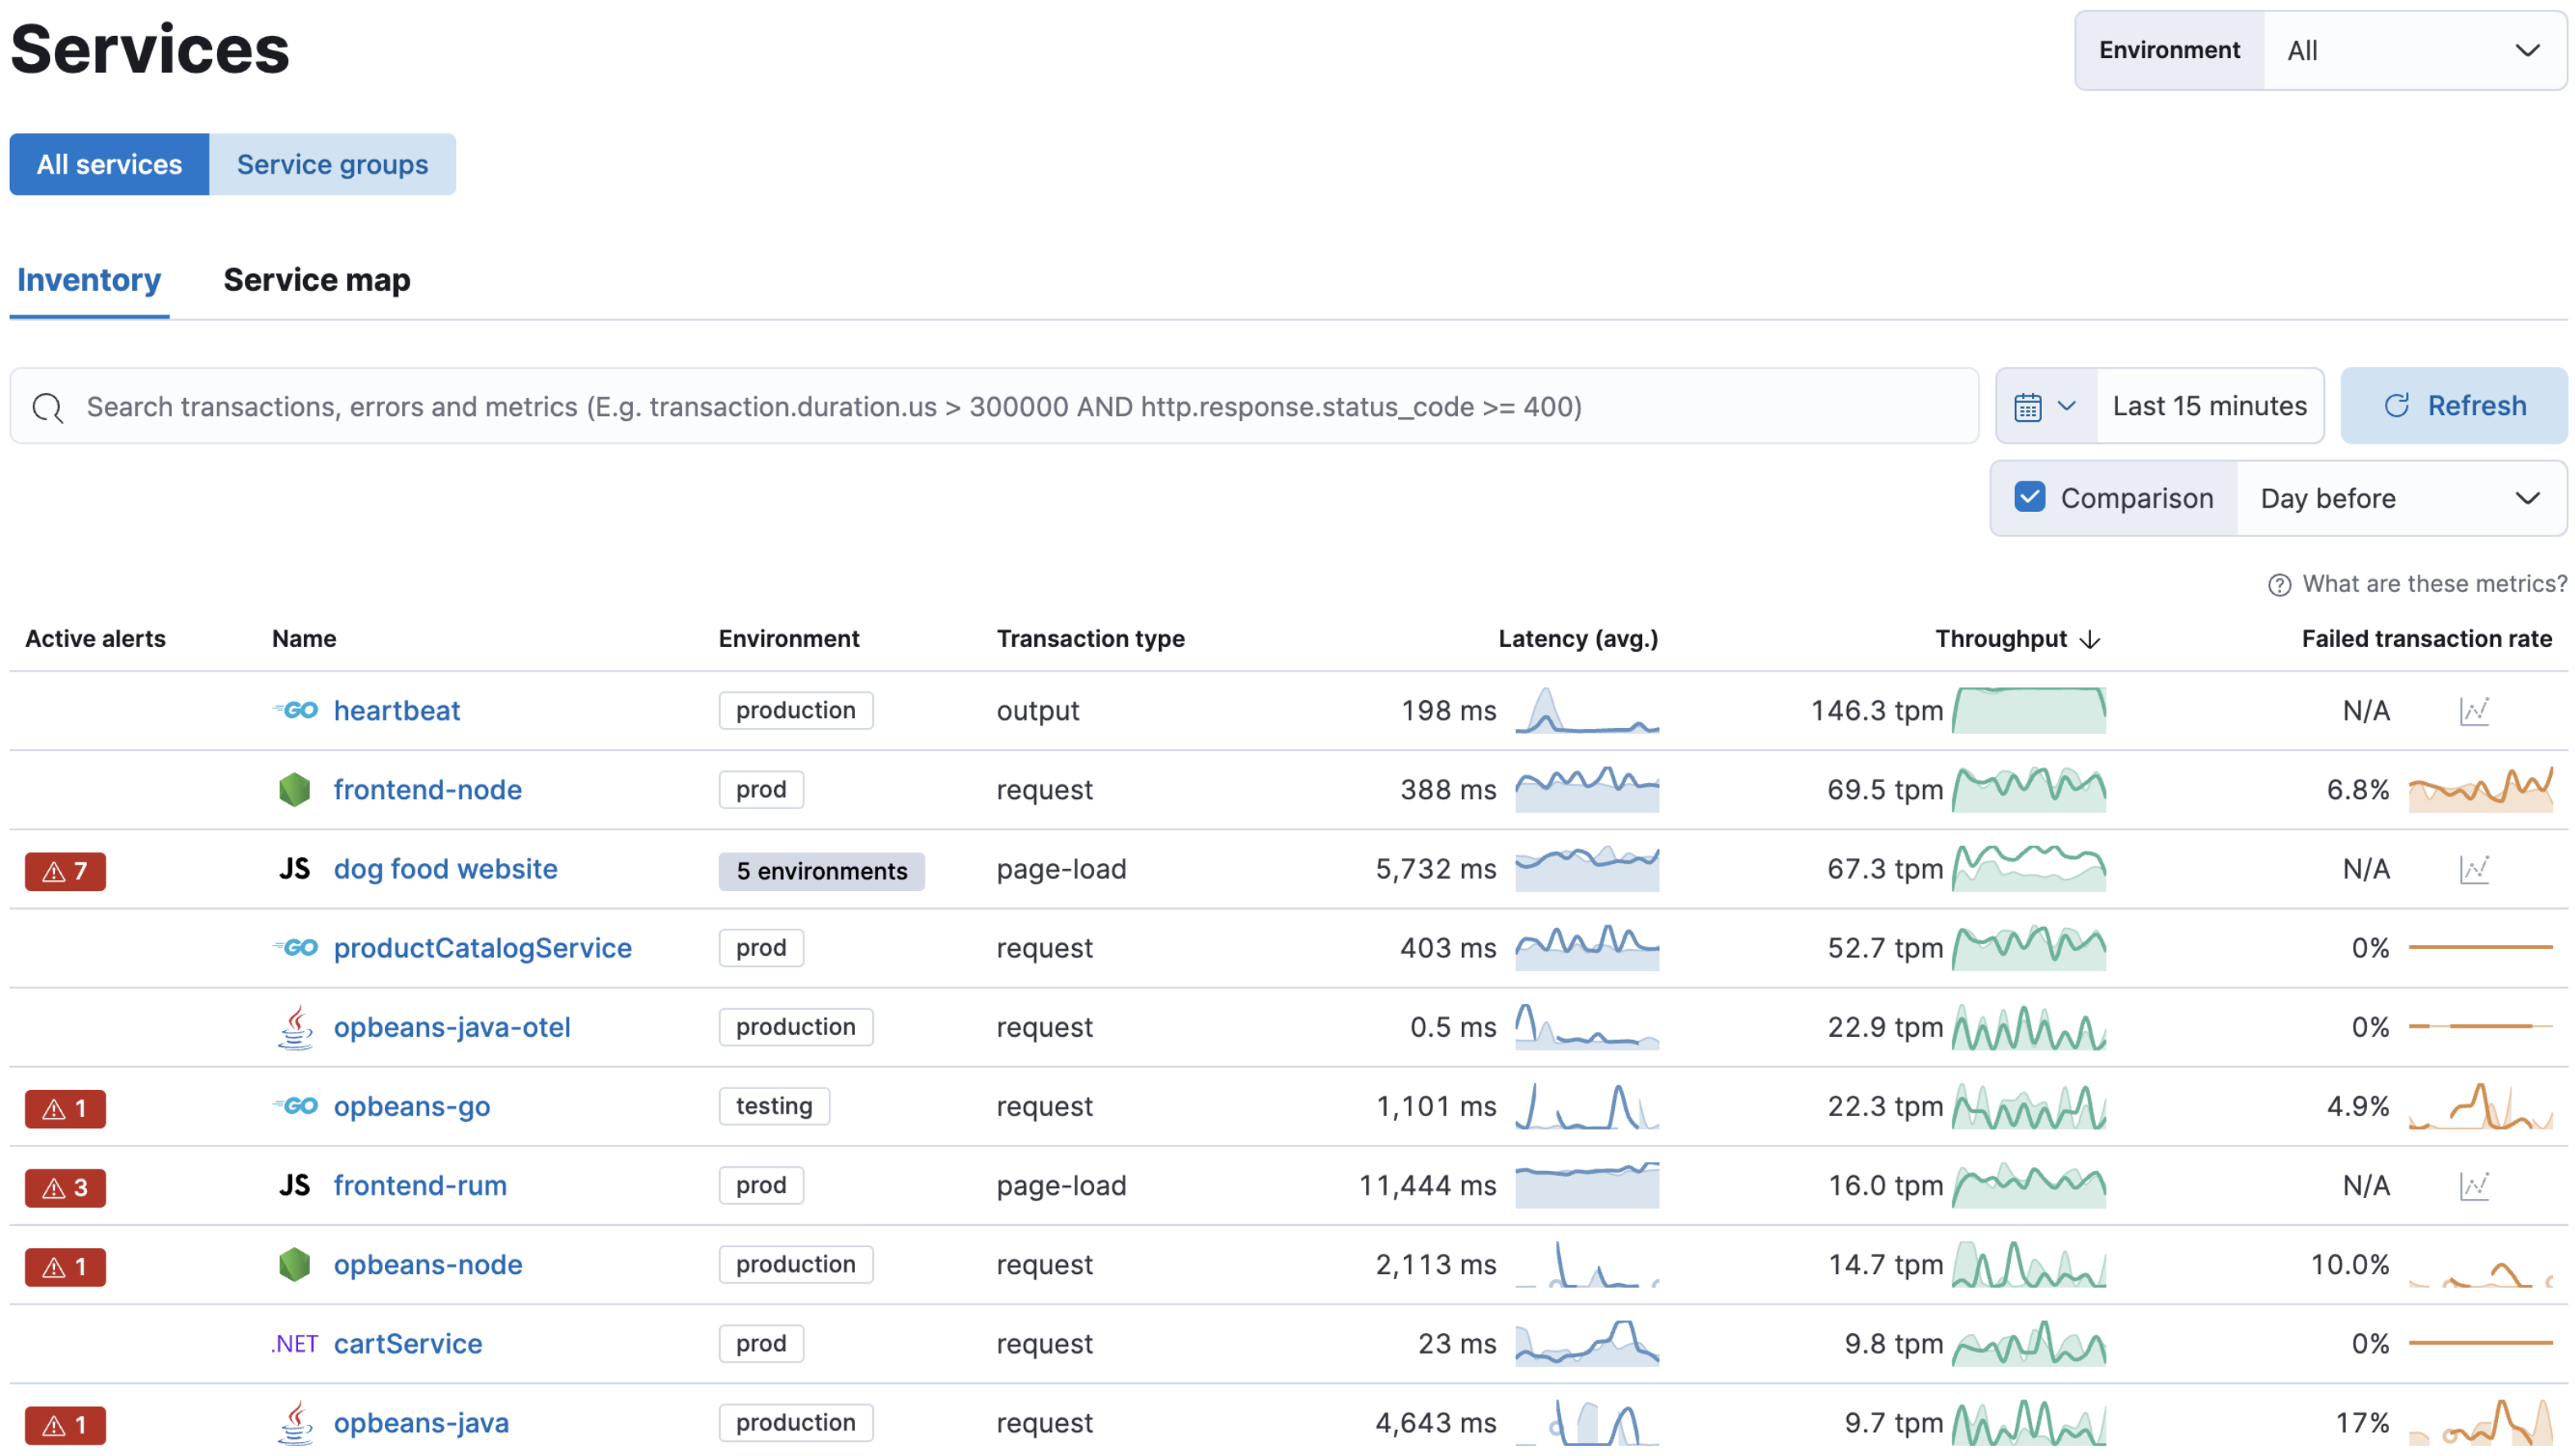 Services
Environment All
All services Service groups
Inventory Service map
Search transactions, errors and metrics (E.g. transaction.duration.us > 300000 AND http.response.status_code >= 400) Last 15 minutes Refresh
Comparison Day before
What are these metrics?
Active alerts Name Environment Transaction type Latency (avg.) Throughput Failed transaction rate
GO heartbeat production output 198 ms 146.3 tpm N/A
frontend-node prod request 388 ms 69.5 tpm 6.8%
7 JS dog food website 5 environments page-load 5,732 ms 67.3 tpm N/A
GO productCatalogService prod request 403 ms 52.7 tpm 0%
opbeans-java-otel production request 0.5 ms 22.9 tpm 0%
1 GO opbeans-go testing request 1,101 ms 22.3 tpm 4.9%
3 JS frontend-rum prod page-load 11,444 ms 16.0 tpm N/A
1 opbeans-node production request 2,113 ms 14.7 tpm 10.0%
.NET cartService prod request 23 ms 9.8 tpm 0%
1 opbeans-java production request 4,643 ms 9.7 tpm 17%